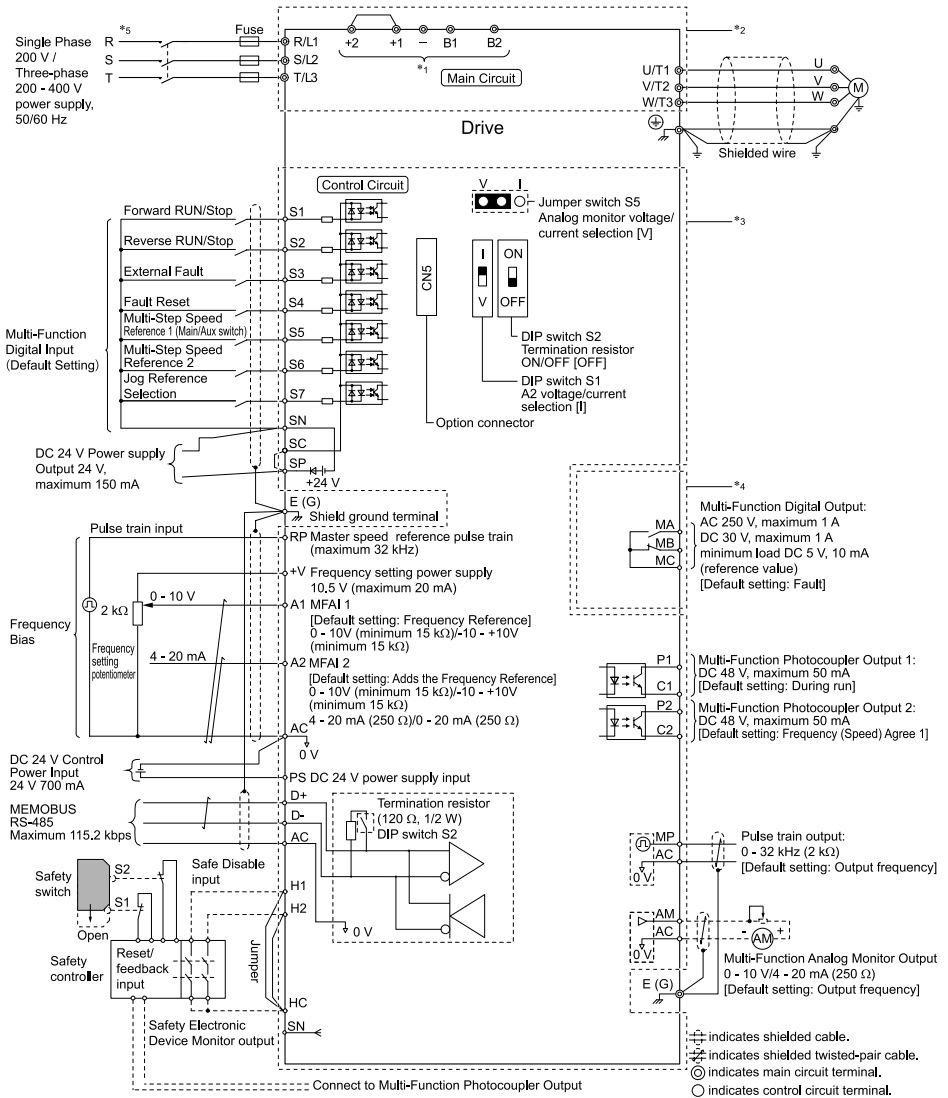 *5
Single Phase
200 V /
Three-phase
200 - 400 V
power supply,
50/60 Hz
R
S
T
Fuse
R/L1
S/L2
T/L3
+2
+1
−
B1
B2
*1
Main Circuit
*2
U/T1
V/T2
W/T3
U
V
W
M
Drive
Shielded wire
Control Circuit
Forward RUN/Stop
S1
Reverse RUN/Stop
S2
External Fault
S3
Fault Reset
S4
Multi-Step Speed
Reference 1 (Main/Aux switch)
S5
Multi-Step Speed
Reference 2
S6
Jog Reference
Selection
S7
Multi-Function
Digital Input
(Default Setting)
SN
SC
SP
+24 V
DC 24 V Power supply
Output 24 V,
maximum 150 mA
V
I
Jumper switch S5
Analog monitor voltage/
current selection [V]
*3
CN5
I
V
ON
OFF
DIP switch S2
Termination resistor
ON/OFF [OFF]
DIP switch S1
A2 voltage/current
selection [I]
Option connector
E (G)
Shield ground terminal
Pulse train input
RP Master speed reference pulse train
(maximum 32 kHz)
+V Frequency setting power supply
10.5 V (maximum 20 mA)
0 - 10 V
2 kΩ
A1 MFAI 1
[Default setting: Frequency Reference]
0 - 10V (minimum 15 kΩ)/-10 - +10V
(minimum 15 kΩ)
Frequency
Bias
Frequency
setting
potentiometer
4 - 20 mA
A2 MFAI 2
[Default setting: Adds the Frequency Reference]
0 - 10V (minimum 15 kΩ)/-10 - +10V
(minimum 15 kΩ)
4 - 20 mA (250 Ω)/0 - 20 mA (250 Ω)
AC
0 V
*4
MA
MB
MC
Multi-Function Digital Output:
AC 250 V, maximum 1 A
DC 30 V, maximum 1 A
minimum load DC 5 V, 10 mA
(reference value)
[Default setting: Fault]
P1
C1
Multi-Function Photocoupler Output 1:
DC 48 V, maximum 50 mA
[Default setting: During run]
P2
C2
Multi-Function Photocoupler Output 2:
DC 48 V, maximum 50 mA
[Default setting: Frequency (Speed) Agree 1]
DC 24 V Control
Power Input
24 V 700 mA
PS DC 24 V power supply input
MEMOBUS
RS-485
Maximum 115.2 kbps
D+
D-
AC
Termination resistor
(120 Ω, 1/2 W)
DIP switch S2
0 V
Safe Disable
input
Safety
switch
S2
S1
Open
H1
H2
Jumper
Safety
controller
Reset/
feedback
input
HC
SN
Safety Electronic
Device Monitor output
Connect to Multi-Function Photocoupler Output
MP
AC
0 V
Pulse train output:
0 - 32 kHz (2 kΩ)
[Default setting: Output frequency]
AM
AC
0 V
-
AM
+
Multi-Function Analog Monitor Output
0 - 10 V/4 - 20 mA (250 Ω)
[Default setting: Output frequency]
E (G)
indicates shielded cable.
indicates shielded twisted-pair cable.
indicates main circuit terminal.
indicates control circuit terminal.